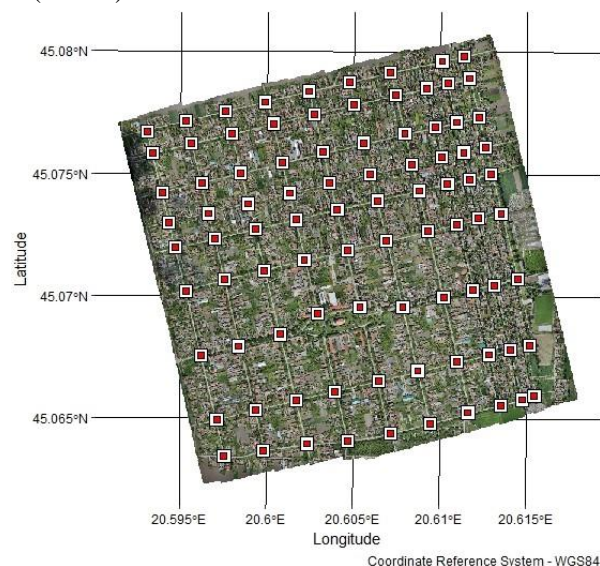 45.08°N
45.075°N
45.07°N
45.065°N
Latitude
20.595°E 20.6°E 20.605°E 20.61°E 20.615°E
Longitude
Coordinate Reference System - WGS84